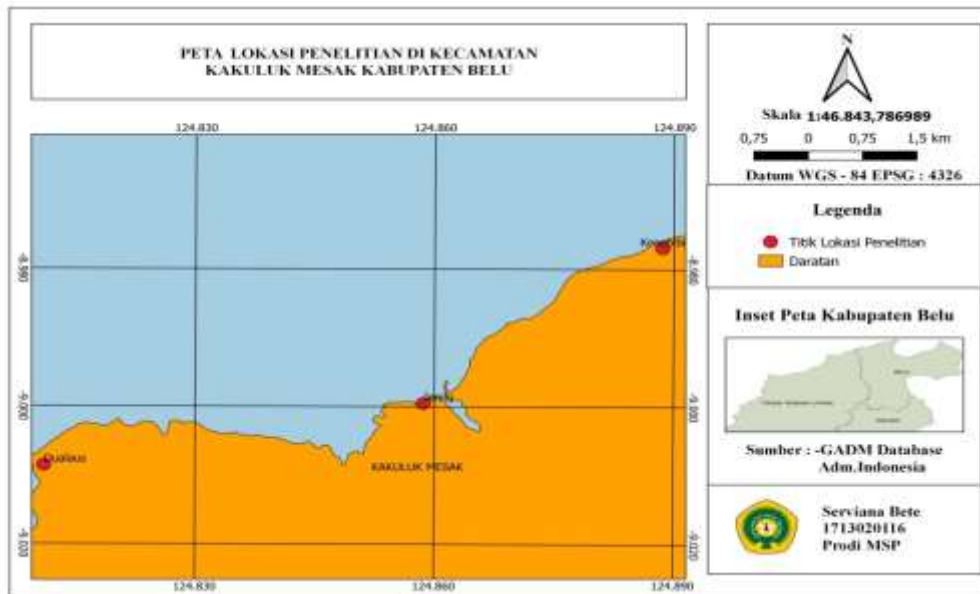 PETA LOKASI PENELITIAN DI KECAMATAN
KAKULUK MESAK KABUPATEN BELU
N
Skala 1:46.843,786989
0,75 0 0,75 1,5 km
Datum WGS - 84 EPSG : 4326
Legenda
Titik Lokasi Penelitian
Daratan
Inset Peta Kabupaten Belu
Sumber : -GADM Database
Adm.Indonesia
Serviana Bete
1713020116
Prodi MSP
124.830 124.860 124.890
-8.980 -8.980
-9.000 -9.000
KAKULUK MESAK
-9.020 -9.020
124.830 124.860 124.890